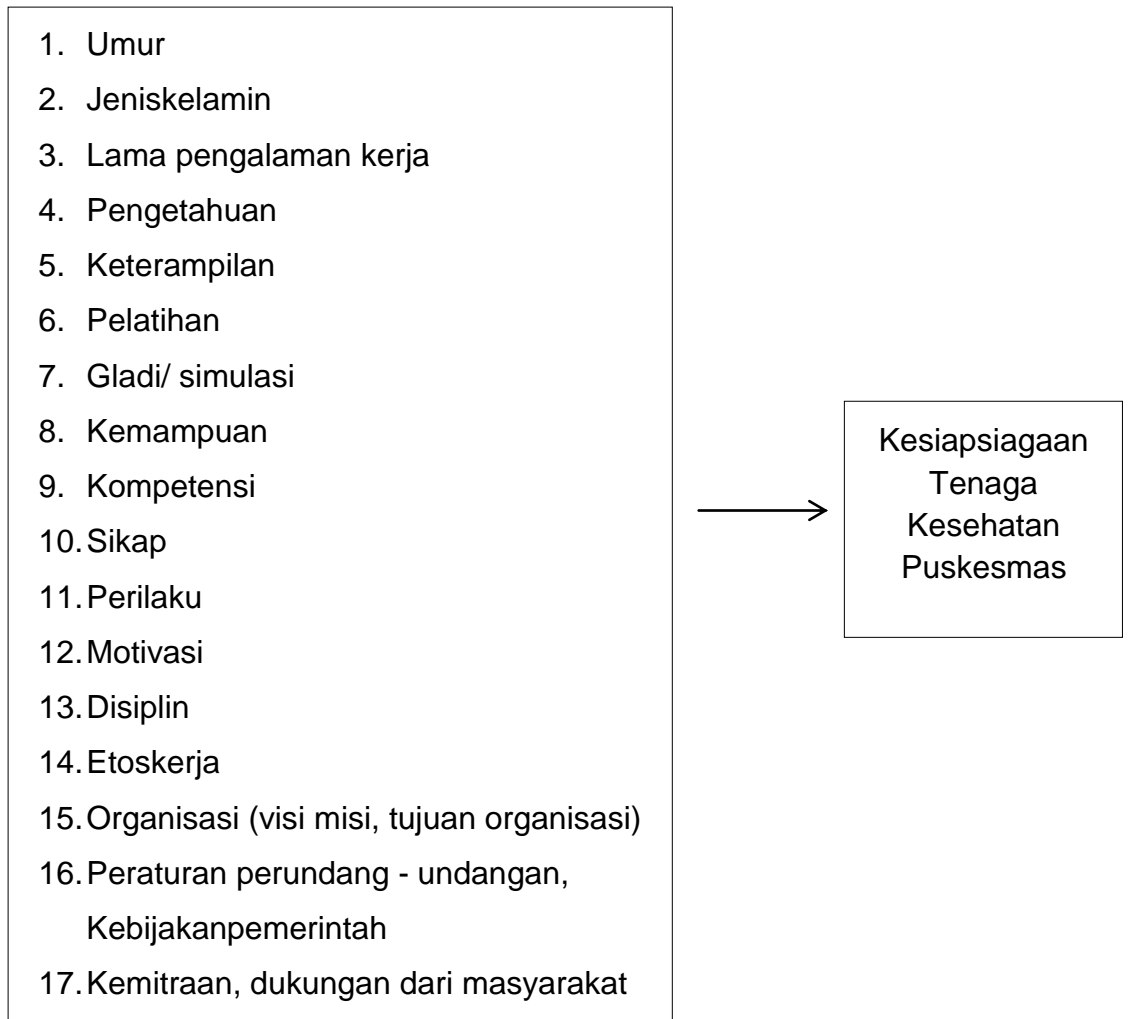 1. Umur
2. Jeniskelamin
3. Lama pengalaman kerja
4. Pengetahuan
5. Keterampilan
6. Pelatihan
7. Gladi/ simulasi
8. Kemampuan
9. Kompetensi
10. Sikap
11. Perilaku
12. Motivasi
13. Disiplin
14. Etoskerja
15. Organisasi (visi misi, tujuan organisasi)
16. Peraturan perundang - undangan,
Kebijakanpemerintah
17. Kemitraan, dukungan dari masyarakat
Kesiapsiagaan
Tenaga
Kesehatan
Puskesmas